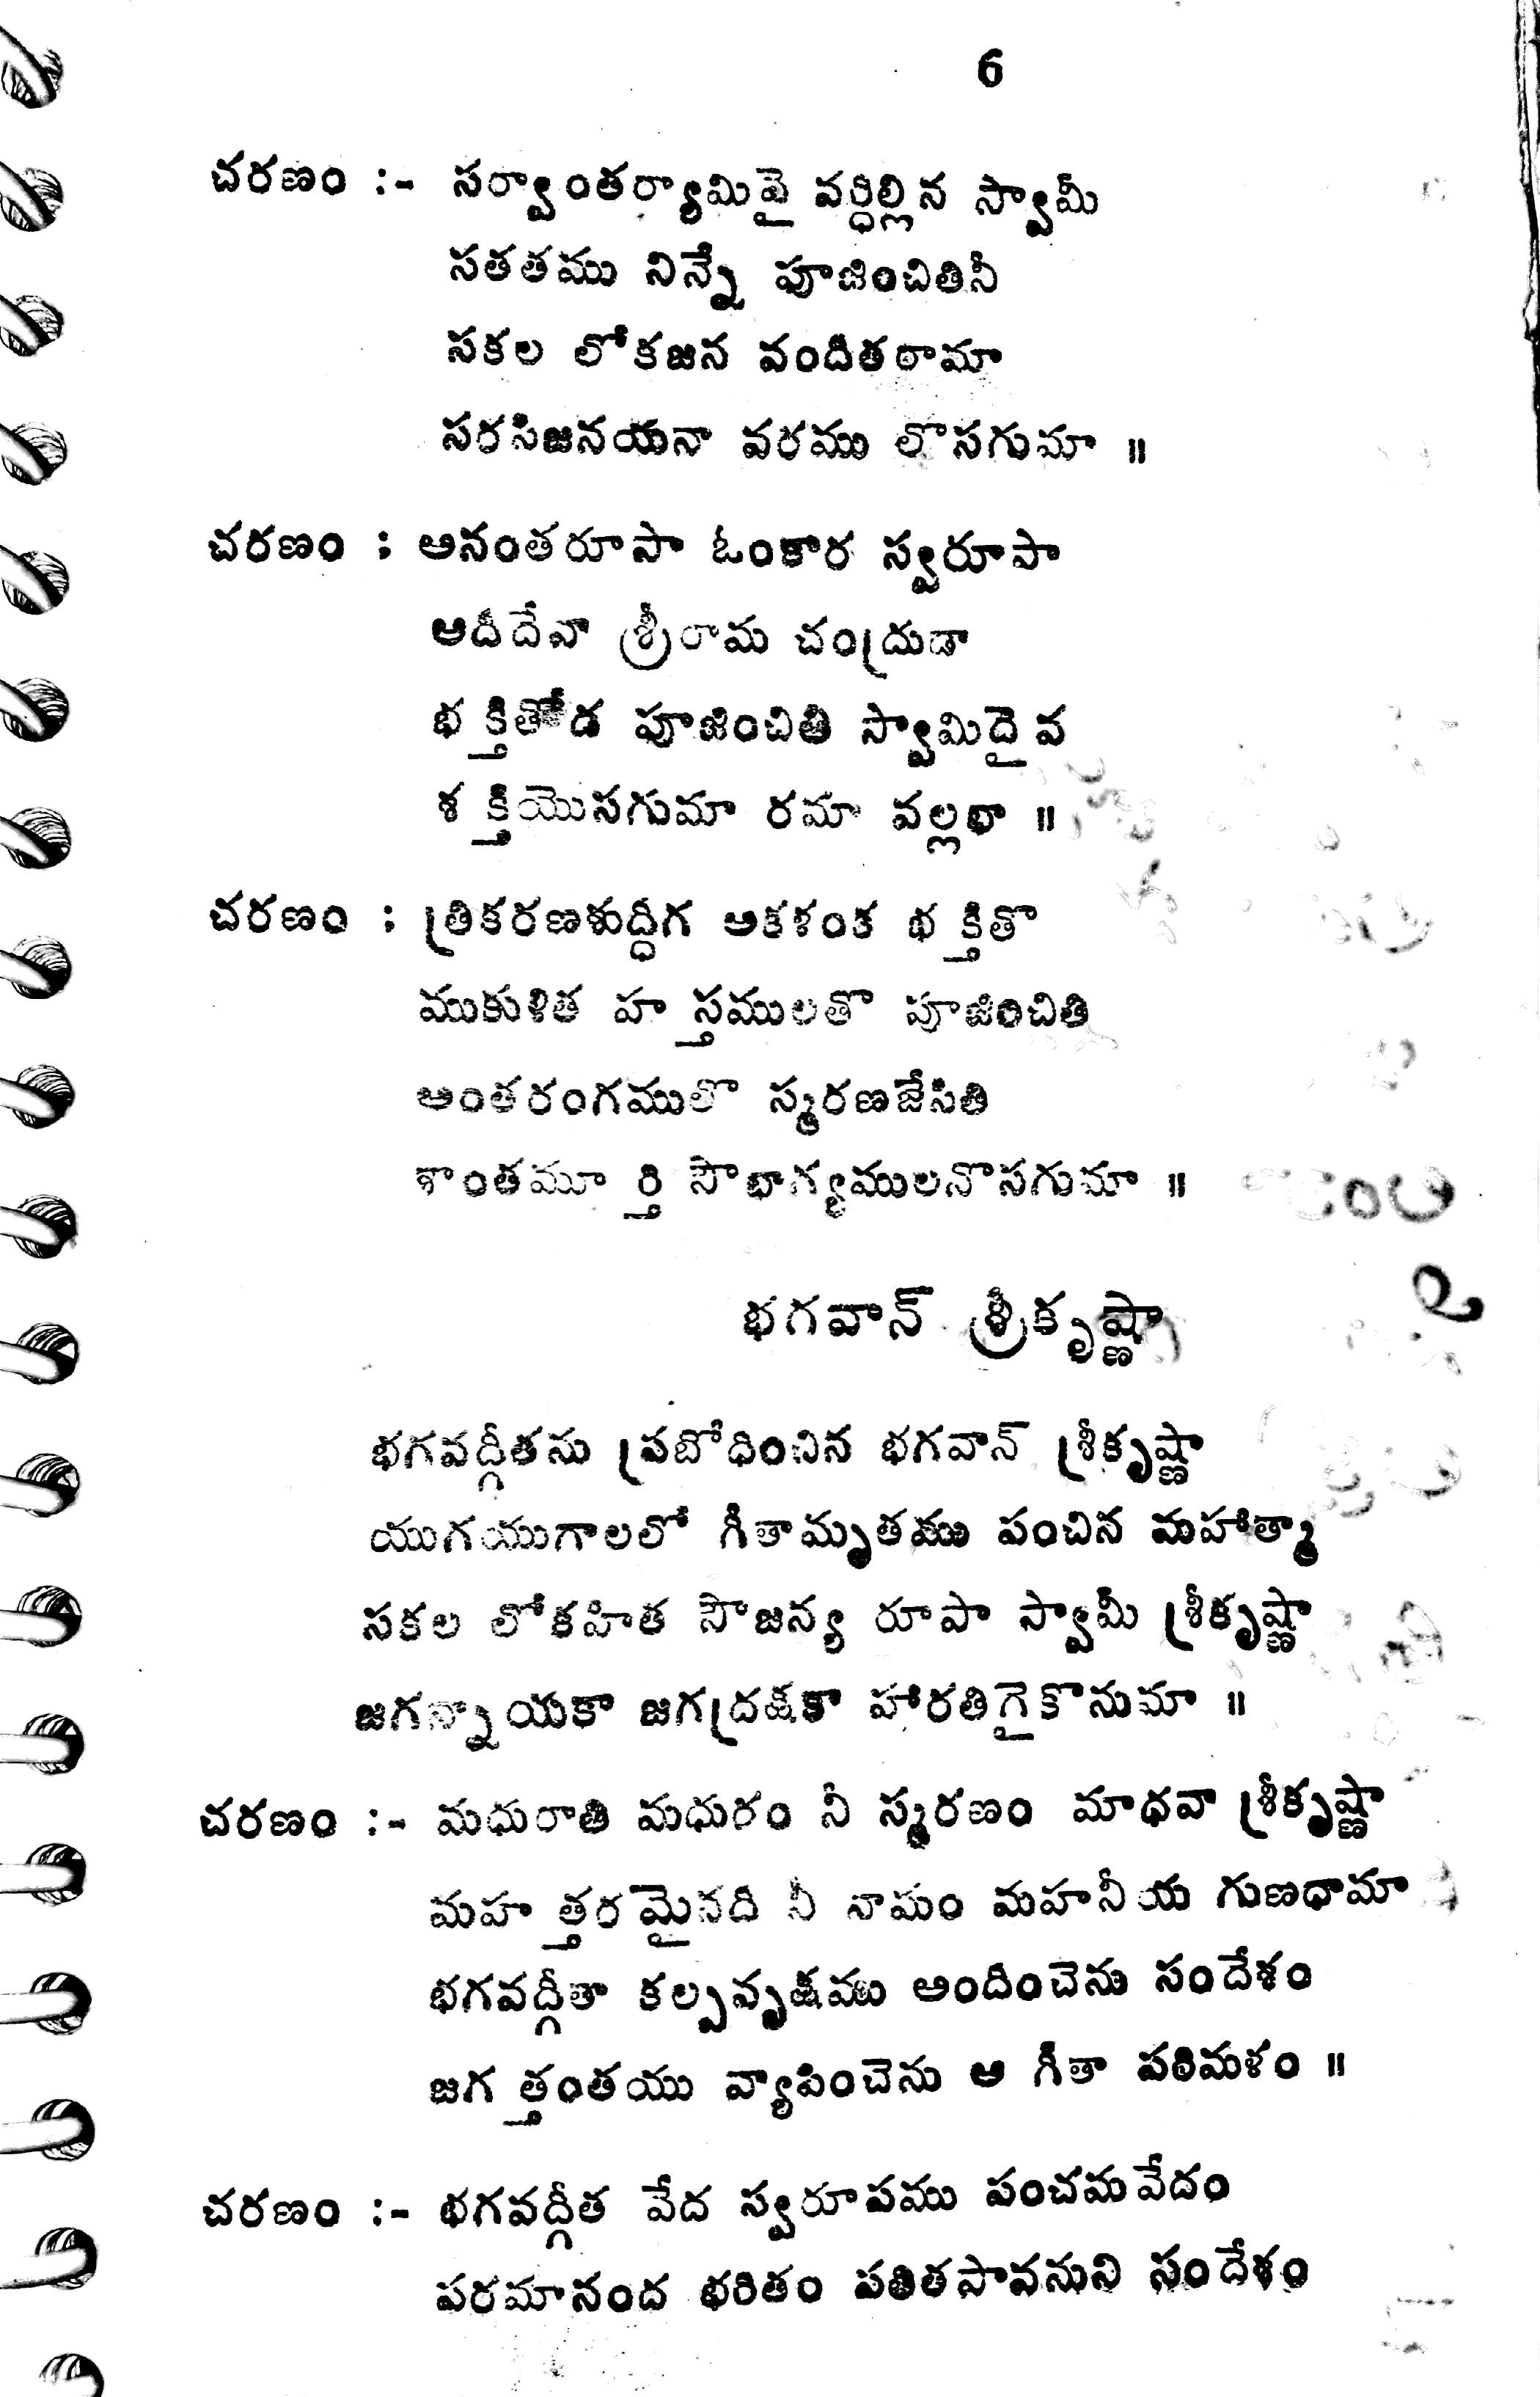 6
చరణం :- సర్వాంతర్యామివై వర్ధిల్లిన స్వామీ
సతతము నిన్నే పూజించితినీ
సకల లోకజన వందితరామా
సరసిజనయనా వరము లొసగుమా ॥
చరణం : అనంతరూపా ఓంకార స్వరూపా
ఆదీదేవా శ్రీరామ చంద్రుడా
భక్తితోడ పూజించితి స్వామిదైవ
శక్తియొసగుమా రమా వల్లభా ॥
చరణం : త్రికరణశుద్ధిగ అకళంక భక్తితొ
ముకుళిత హస్తములతొ పూజించితి
అంతరంగములొ స్మరణజేసితి
శాంతమూర్తి సౌభాగ్యములనొసగుమా ॥
భగవాన్ శ్రీకృష్ణా
భగవద్గీతను ప్రబోధించిన భగవాన్ శ్రీకృష్ణా
యుగయుగాలలో గీతామృతము పంచిన మహాత్మా
సకల లోకహిత సౌజన్య రూపా స్వామీ శ్రీకృష్ణా
జగన్నాయకా జగద్రక్షకా హారతిగైకొనుమా ॥
చరణం :- మధురాతి మధురం నీ స్మరణం మాధవా శ్రీకృష్ణా
మహత్తరమైనది నీ నామం మహనీయ గుణధామా
భగవద్గీతా కల్పవృక్షము అందించెను సందేశం
జగత్తంతయు వ్యాపించెను ఆ గీతా పరిమళం ॥
చరణం :- భగవద్గీత వేద స్వరూపము పంచమవేదం
పరమానంద భరితం పతితపావనుని సందేశం